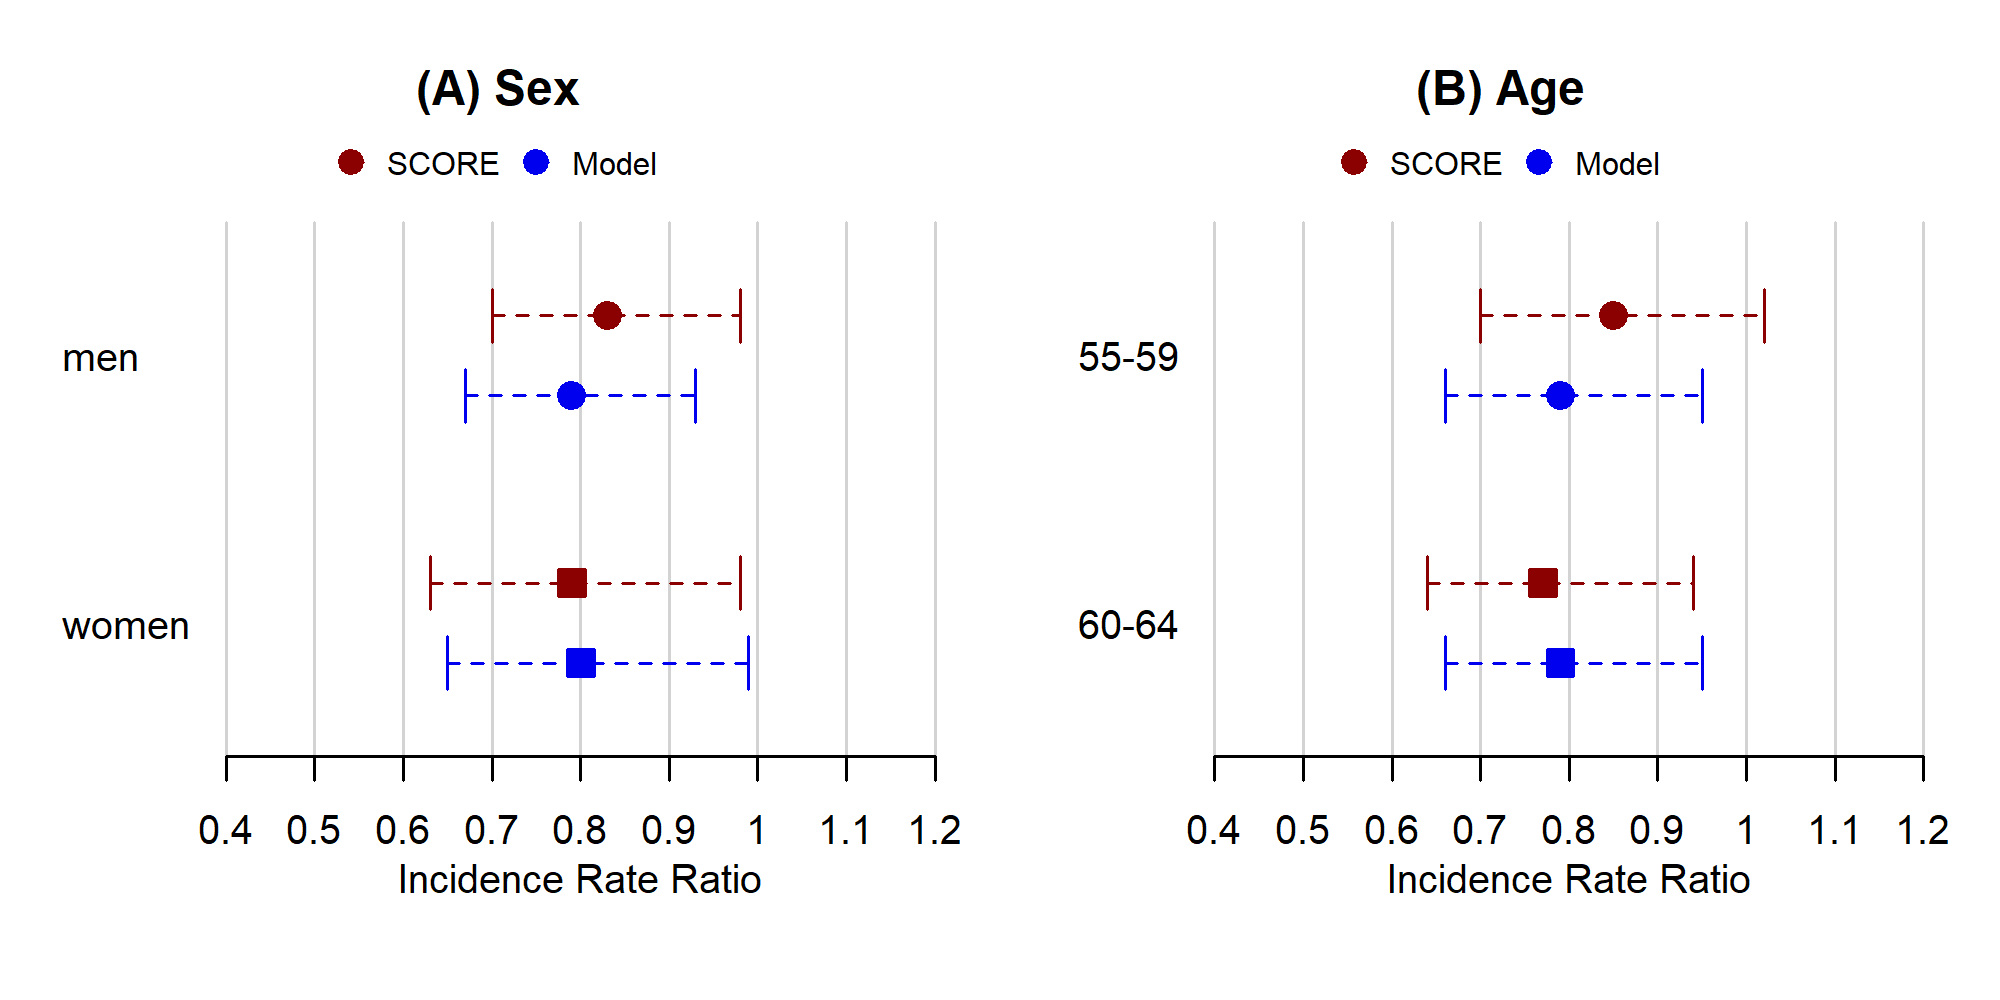 (A) Sex
SCORE Model
men
women
0.4 0.5 0.6 0.7 0.8 0.9 1 1.1 1.2
Incidence Rate Ratio
(B) Age
SCORE Model
55-59
60-64
0.4 0.5 0.6 0.7 0.8 0.9 1 1.1 1.2
Incidence Rate Ratio